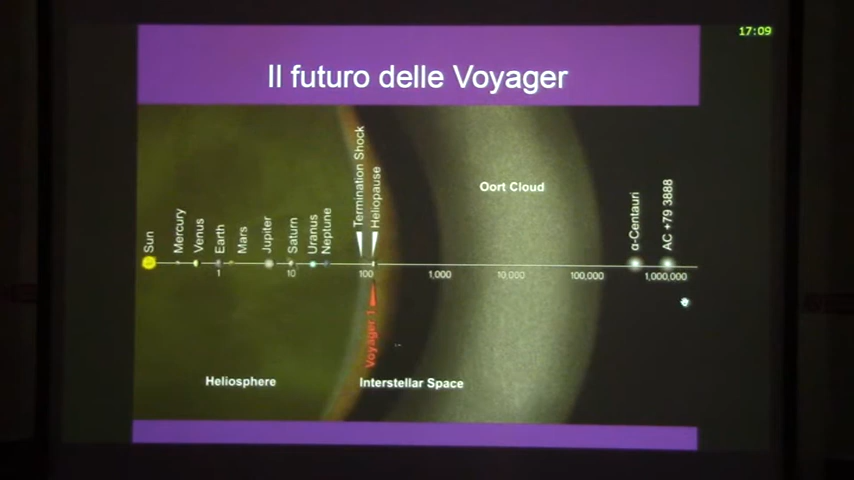 17:09
Il futuro delle Voyager
Sun
Mercury
Venus
Earth
Mars
Jupiter
Saturn
Uranus
Neptune
Termination Shock
Heliopause
Oort Cloud
α-Centauri
AC +79 3888
1
10
100
1,000
10,000
100,000
1,000,000
Voyager 1
Heliosphere
Interstellar Space